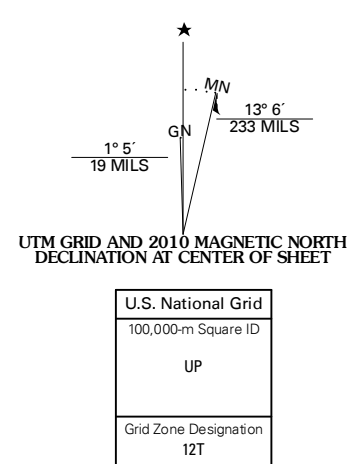 ★
MN
GN
13° 6´
233 MILS
1° 5´
19 MILS
UTM GRID AND 2010 MAGNETIC NORTH
DECLINATION AT CENTER OF SHEET
U.S. National Grid
100,000-m Square ID
UP
Grid Zone Designation
12T